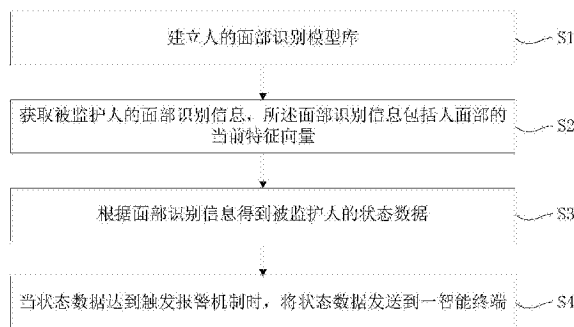 建立人的面部识别模型库
S1
获取被监护人的面部识别信息，所述面部识别信息包括人面部的
当前特征向量
S2
根据面部识别信息得到被监护人的状态数据
S3
当状态数据达到触发报警机制时，将状态数据发送到一智能终端
S4